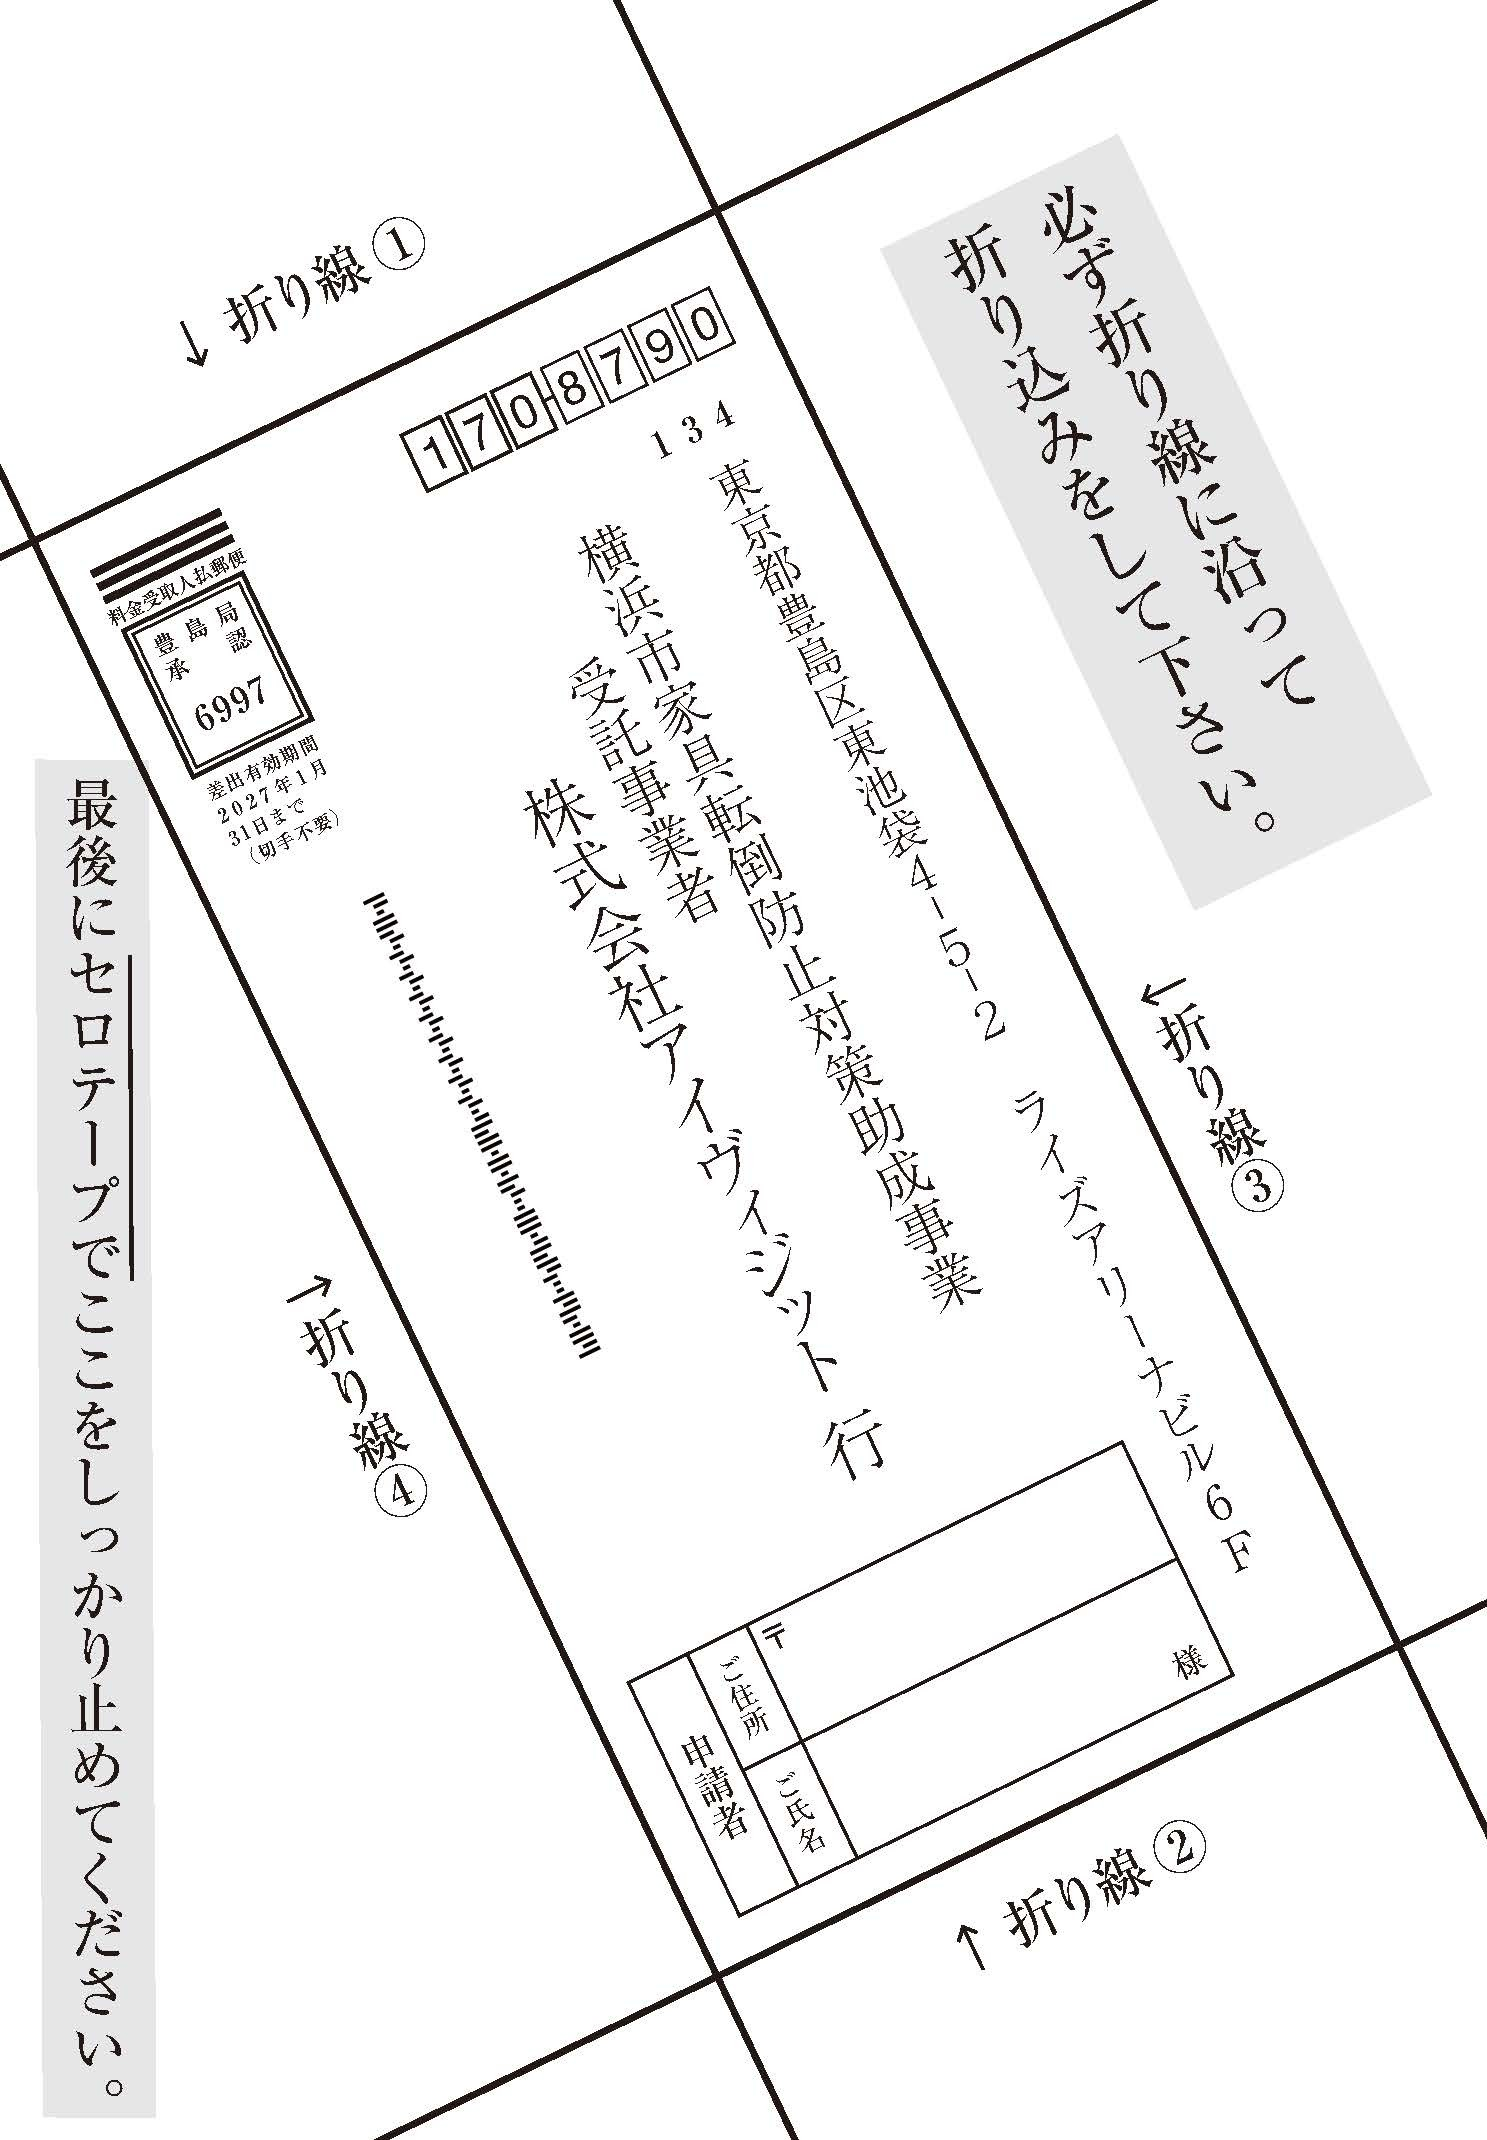 必ず折り線に沿って
折り込みをして下さい。
↓ 折り線①
170-8790
134
東京都豊島区東池袋4-5-2 ライズアリーナビル6F
横浜市家具転倒防止対策助成事業
受託事業者
株式会社アイヴィジット 行
料金受取人払郵便
豊島局
承認
6997
差出有効期間
2027年1月
31日まで
(切手不要)
←折り線③
→折り線④
申請者
ご住所
〒
ご氏名
様
↑ 折り線②
最後にセロテープでここをしっかり止めてください。